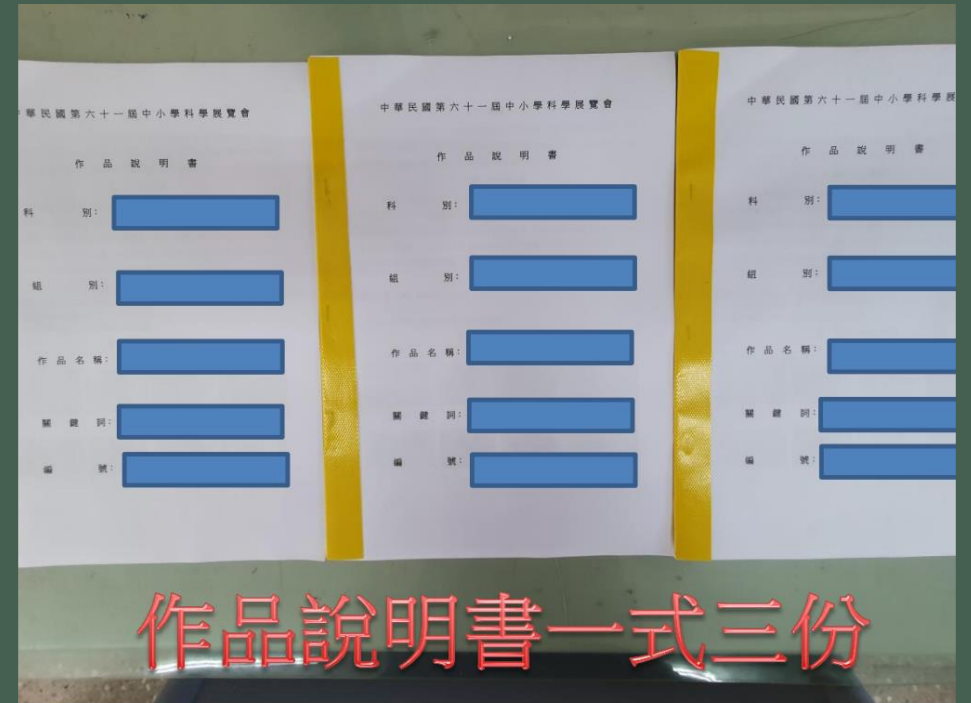 華民國第六十一屆中小學科學展覽會
作品說明書
科別：
組別：
作品名稱：
關鍵詞：
編號：
中華民國第六十一屆中小學科學展覽會
作品說明書
科別：
組別：
作品名稱：
關鍵詞：
編號：
中華民國第六十一屆中小學科學展
作品說明書
科別：
組別：
作品名稱：
關鍵詞：
編號：
作品說明書一式三份